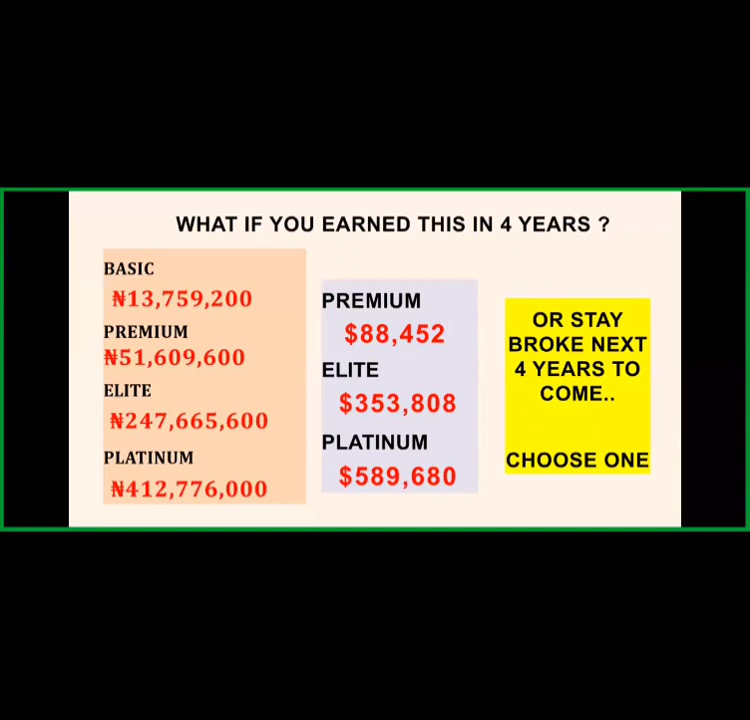 WHAT IF YOU EARNED THIS IN 4 YEARS ?
BASIC
₦13,759,200
PREMIUM
₦51,609,600
ELITE
₦247,665,600
PLATINUM
₦412,776,000
PREMIUM
$88,452
ELITE
$353,808
PLATINUM
$589,680
OR STAY
BROKE NEXT
4 YEARS TO
COME..
CHOOSE ONE